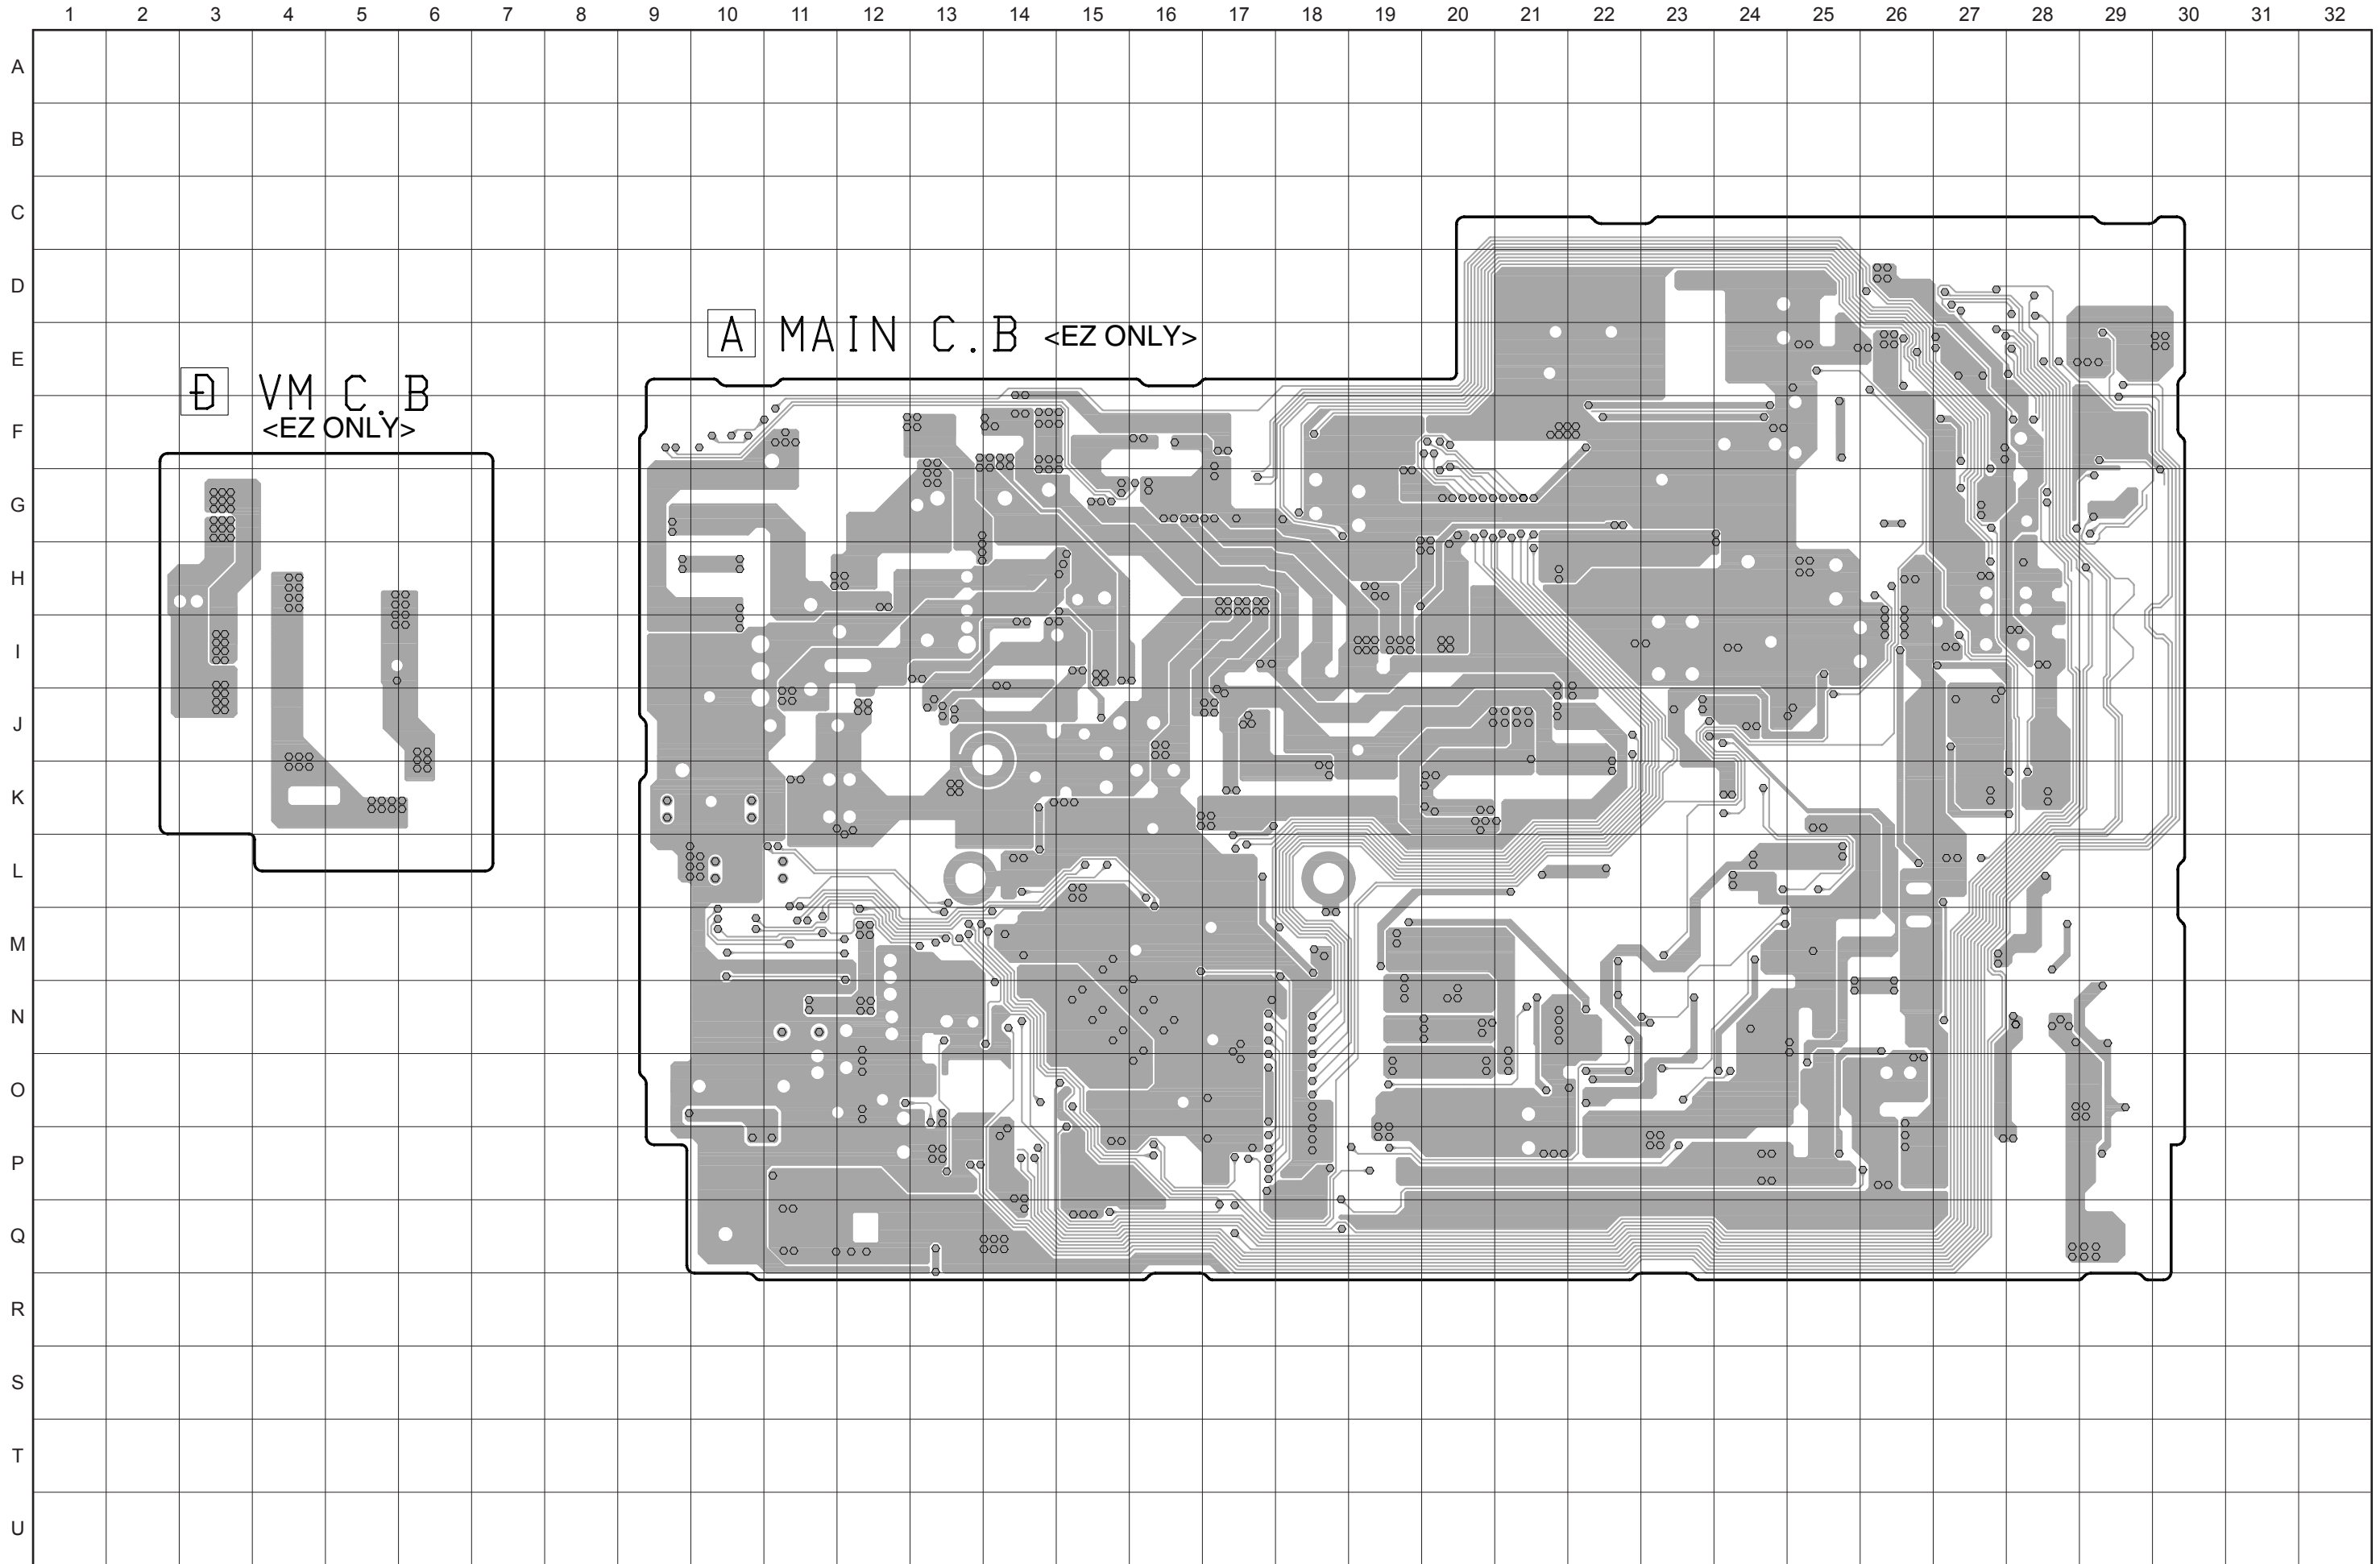 1 2 3 4 5 6 7 8 9 10 11 12 13 14 15 16 17 18 19 20 21 22 23 24 25 26 27 28 29 30 31 32
A
B
C
D
A MAIN C.B <EZ ONLY>
E
D VM C.B
<EZ ONLY>
F
G
H
I
J
K
L
M
N
O
P
Q
R
S
T
U